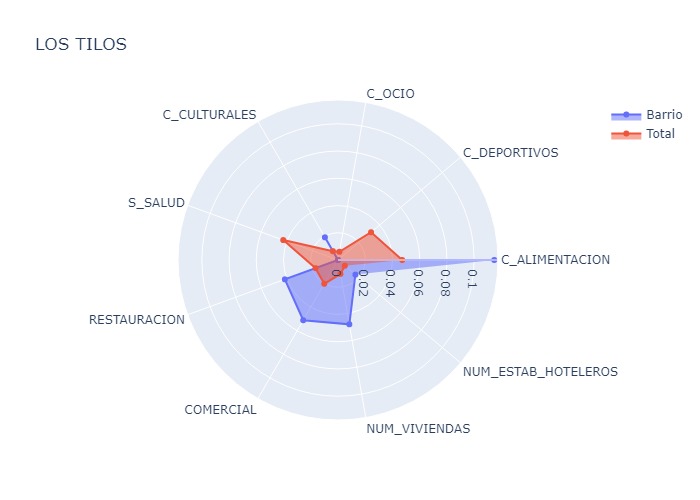 LOS TILOS
C_OCIO
C_CULTURALES
Barrio
Total
C_DEPORTIVOS
S_SALUD
C_ALIMENTACION
0
0.02
0.04
0.06
0.08
0.1
RESTAURACION
NUM_ESTAB_HOTELEROS
COMERCIAL
NUM_VIVIENDAS